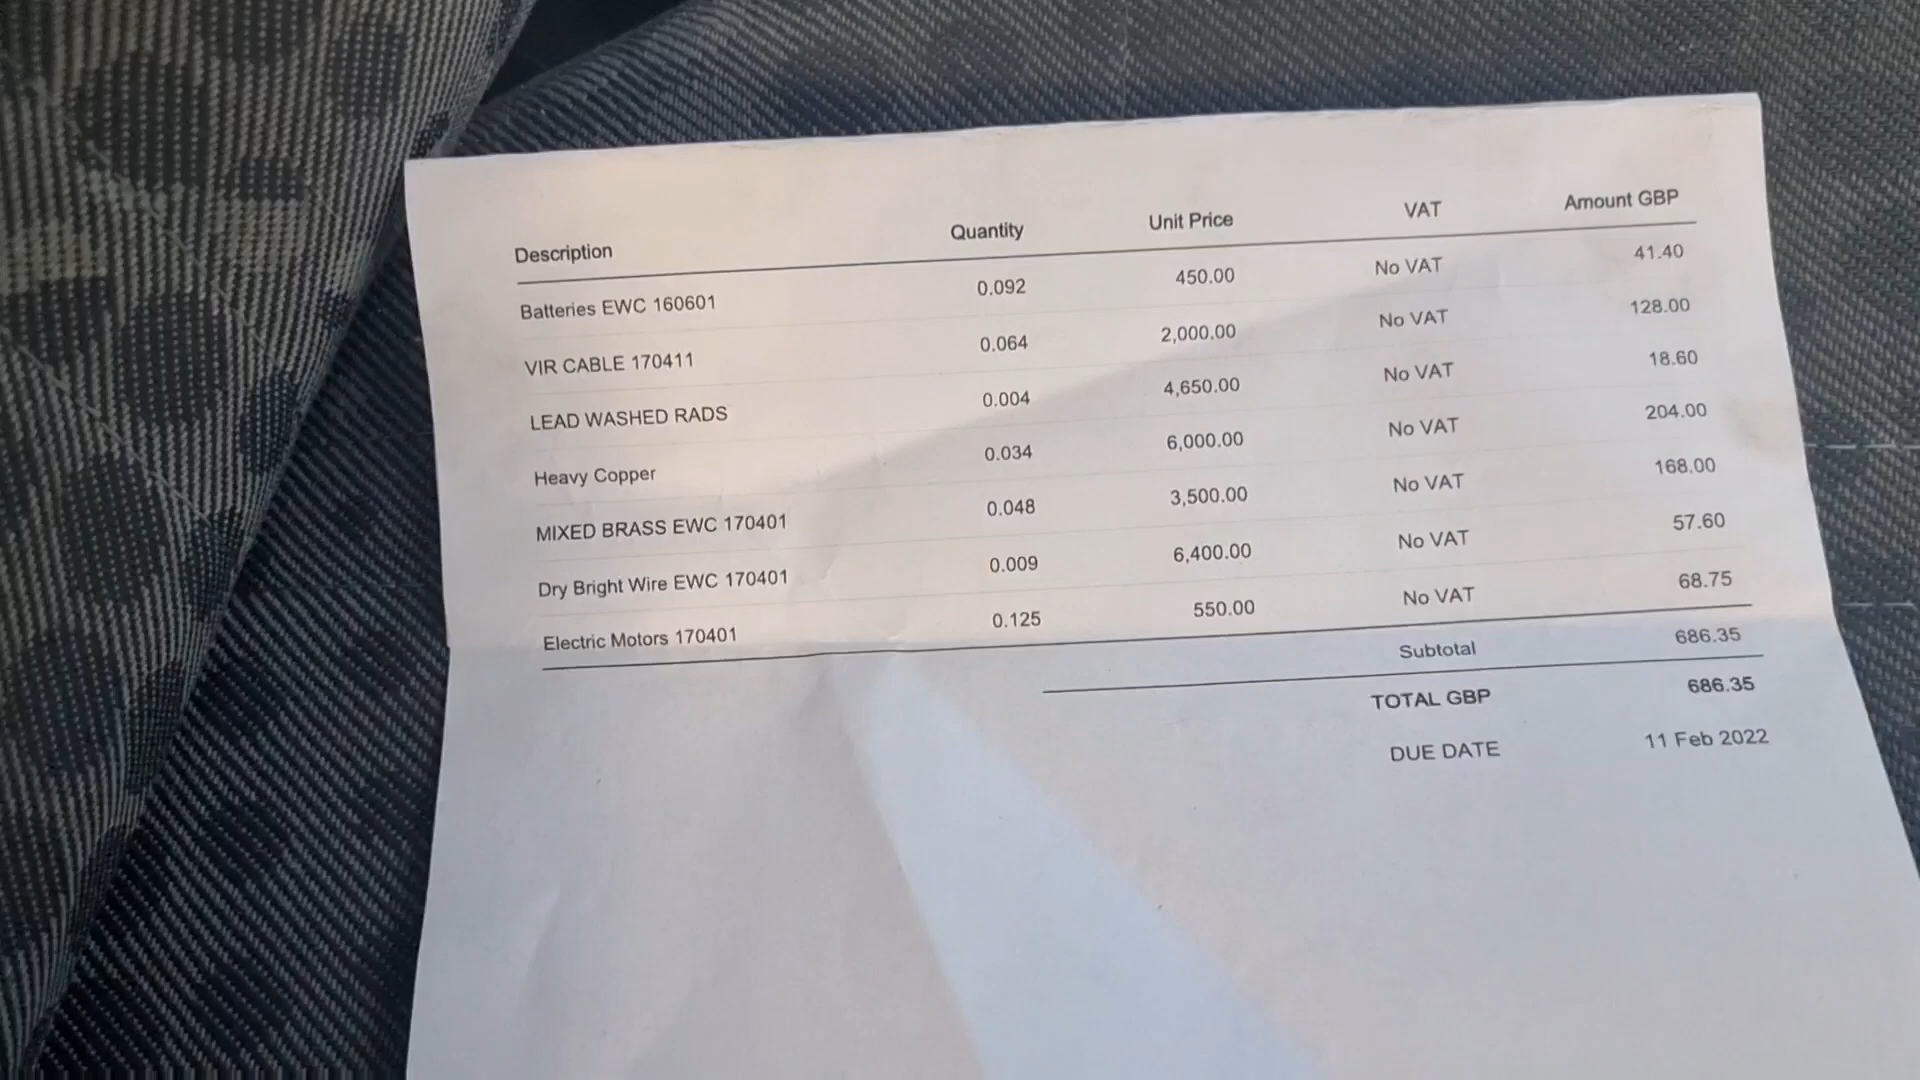 Description Quantity Unit Price VAT Amount GBP
Batteries EWC 160601 0.092 450.00 No VAT 41.40
VIR CABLE 170411 0.064 2,000.00 No VAT 128.00
LEAD WASHED RADS 0.004 4,650.00 No VAT 18.60
Heavy Copper 0.034 6,000.00 No VAT 204.00
MIXED BRASS EWC 170401 0.048 3,500.00 No VAT 168.00
Dry Bright Wire EWC 170401 0.009 6,400.00 No VAT 57.60
Electric Motors 170401 0.125 550.00 No VAT 68.75
Subtotal 686.35
TOTAL GBP 686.35
DUE DATE 11 Feb 2022